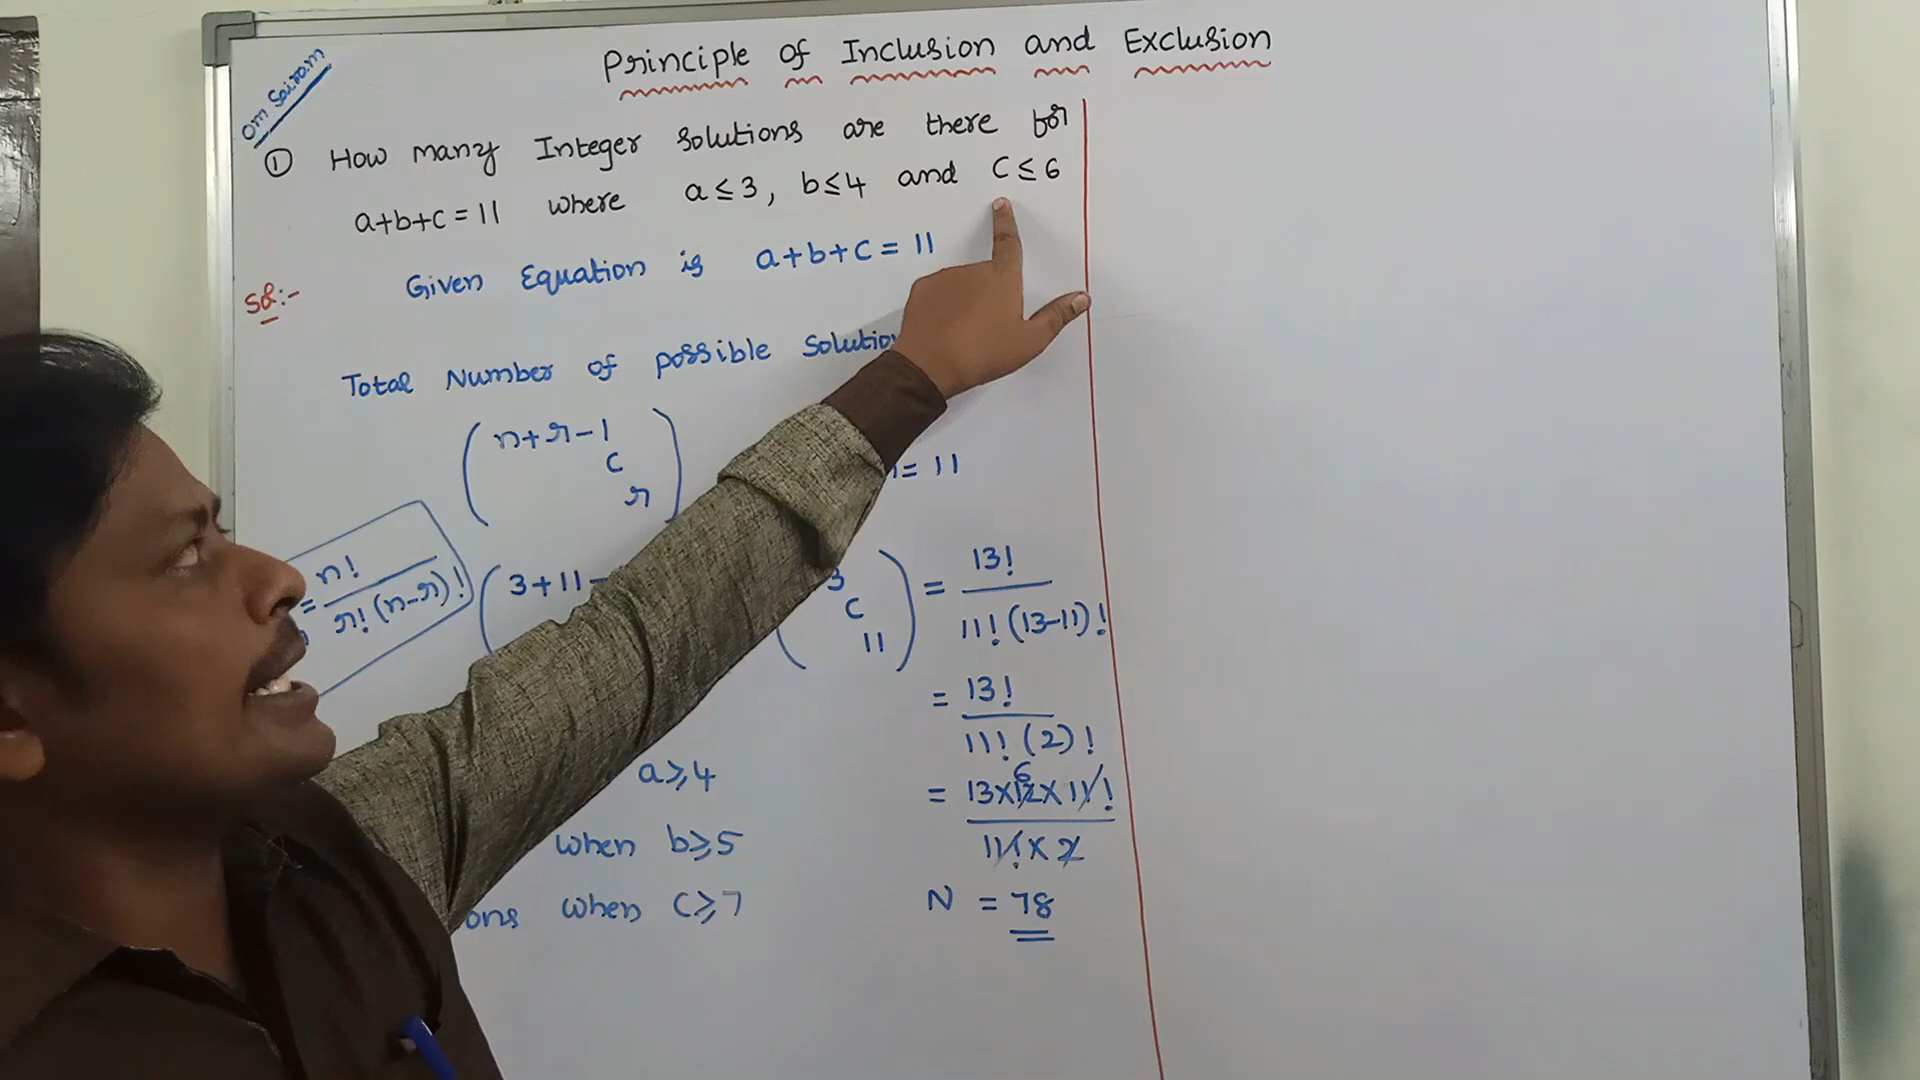 Principle of Inclusion and Exclusion
Om Sairam
① How many Integer solutions are there for
a+b+c = 11 where a ≤ 3, b ≤ 4 and C ≤ 6
Sol:- Given Equation is a+b+c = 11
Total Number of possible
(n+r-1 C r) = 11
= n! / r! (n-r)!
(3+11- C 11) = 13! / 11! (13-11)!
= 13! / 11! (2)!
a ≥ 4
= 13×12×11! / 11! × 2
6
when b ≥ 5
when C ≥ 7
N = 78